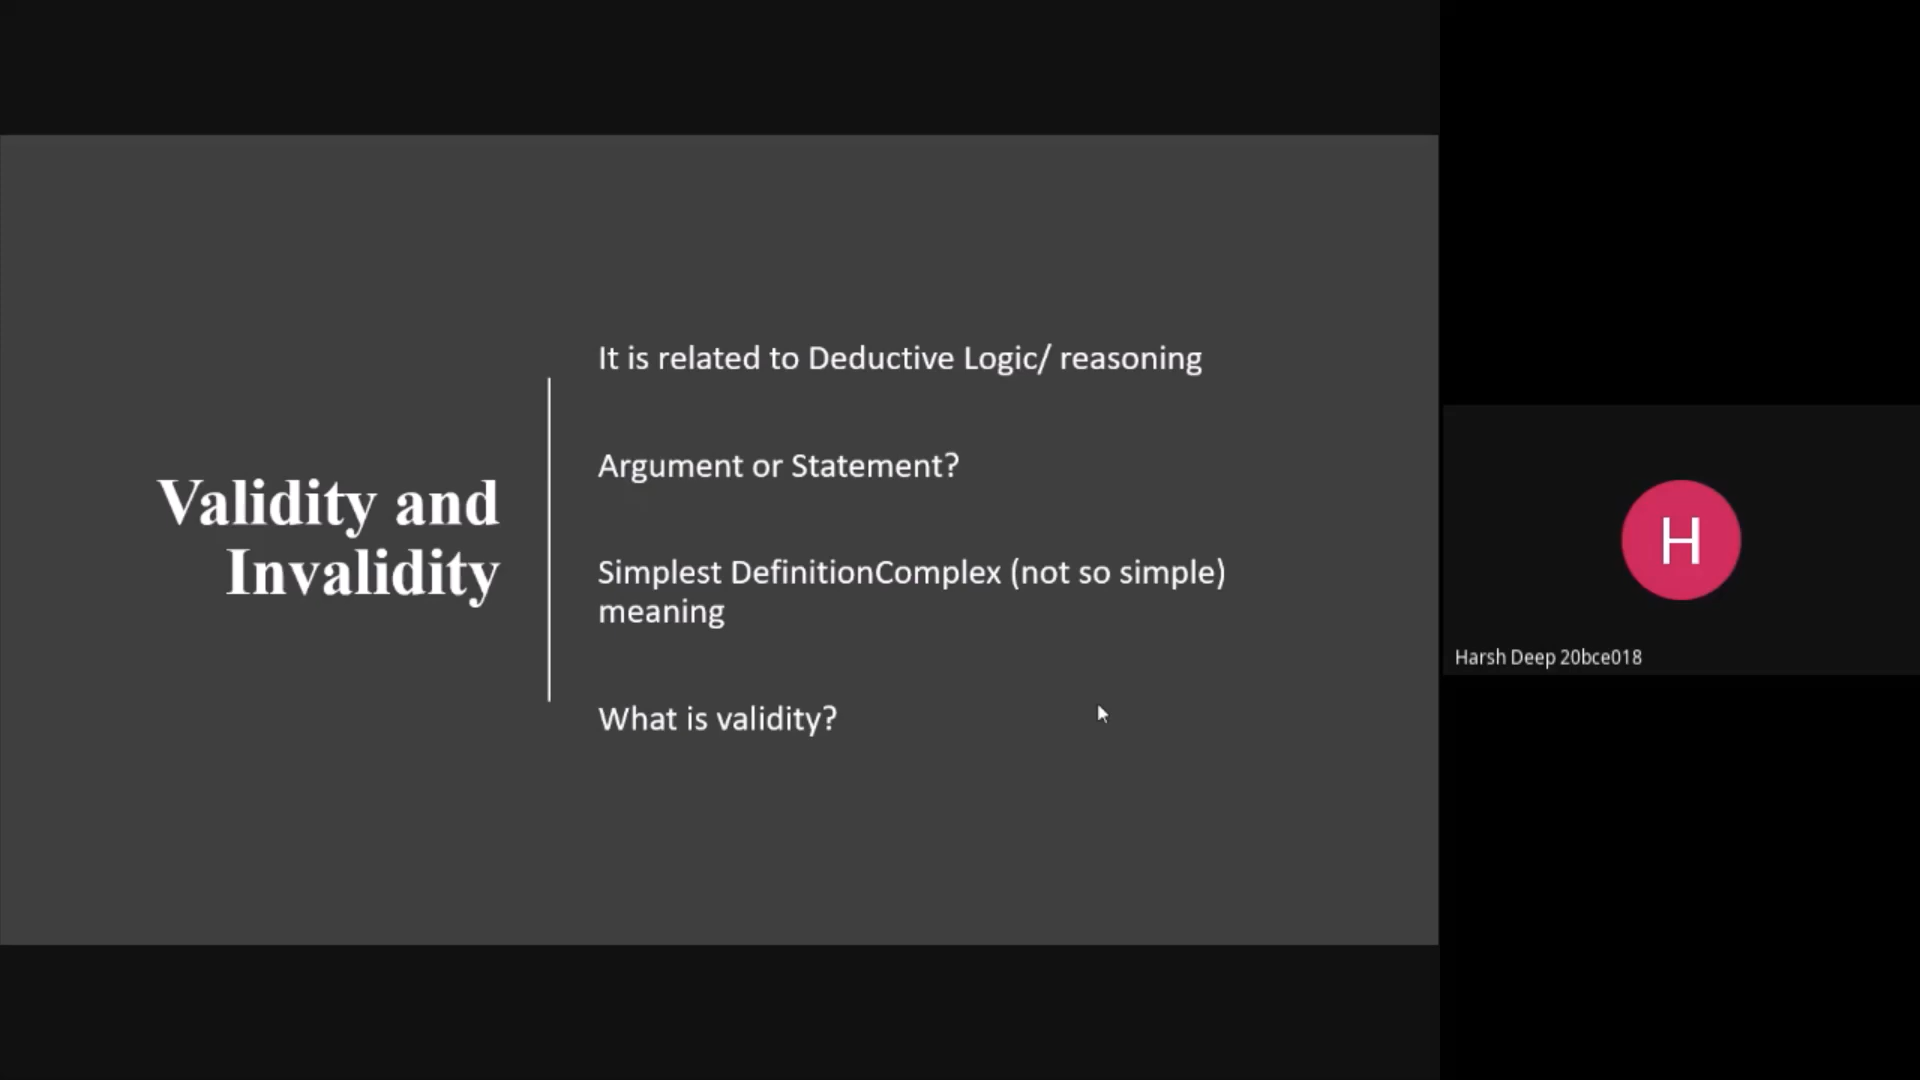 Validity and
Invalidity
It is related to Deductive Logic/ reasoning
Argument or Statement?
Simplest DefinitionComplex (not so simple)
meaning
What is validity?
H
Harsh Deep 20bce018